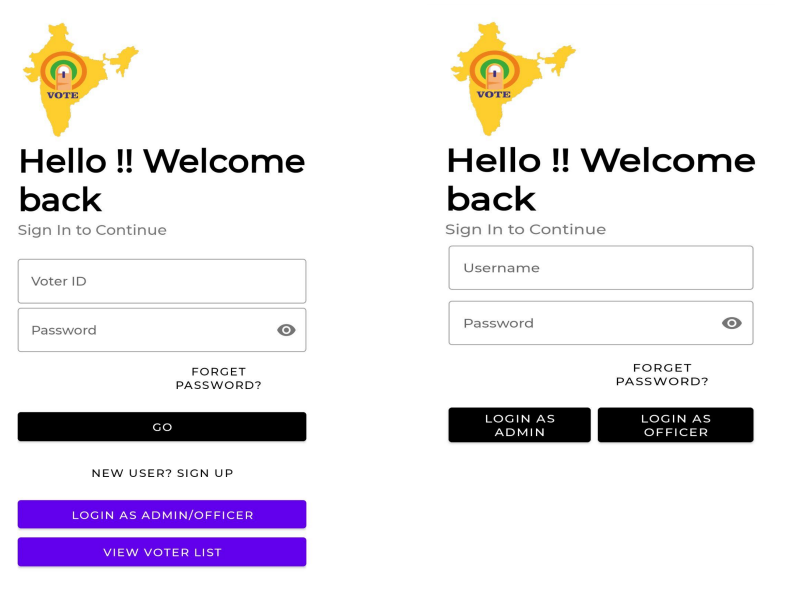 VOTE
Hello !! Welcome
back
Sign In to Continue
Voter ID
Password
FORGET
PASSWORD?
GO
NEW USER? SIGN UP
LOGIN AS ADMIN/OFFICER
VIEW VOTER LIST
VOTE
Hello !! Welcome
back
Sign In to Continue
Username
Password
FORGET
PASSWORD?
LOGIN AS
ADMIN
LOGIN AS
OFFICER